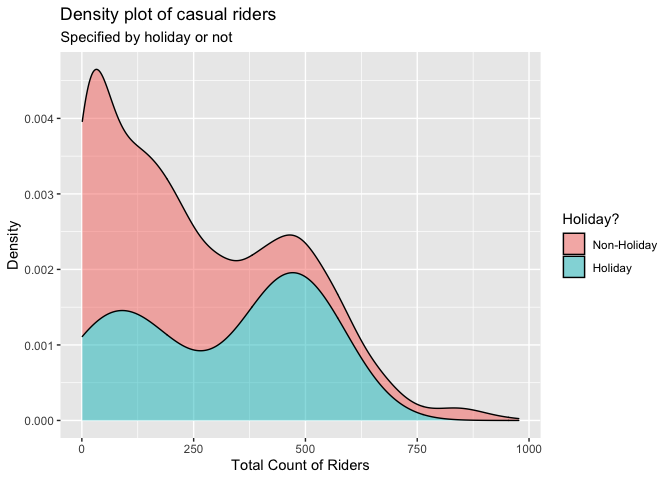 Density plot of casual riders
Specified by holiday or not
0.004
0.003
0.002
0.001
0.000
Density
0 250 500 750 1000
Total Count of Riders
Holiday?
Non-Holiday
Holiday